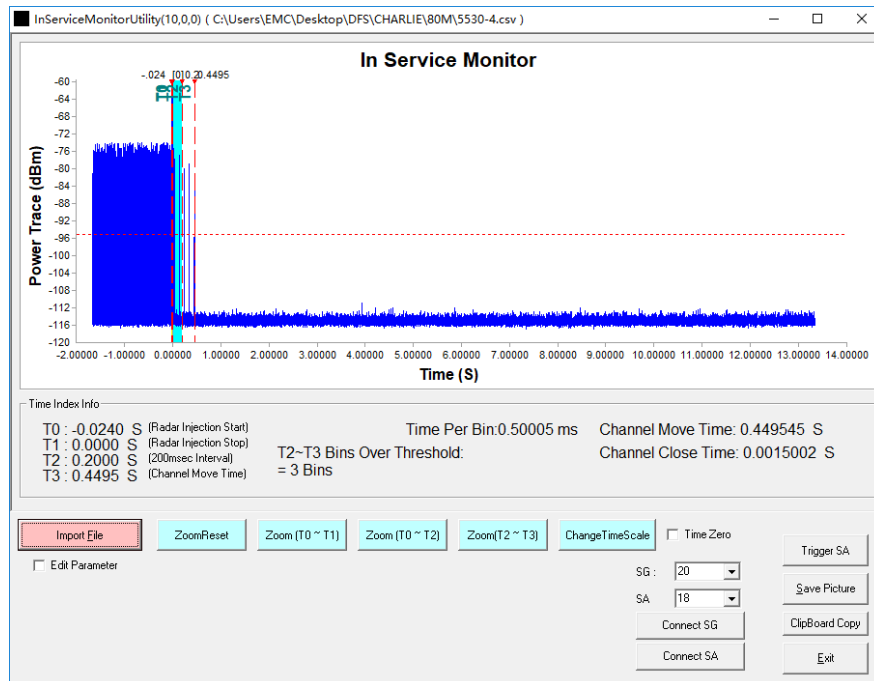 InServiceMonitorUtility(10,0,0) ( C:\Users\EMC\Desktop\DFS\CHARLIE\80M\5530-4.csv )
In Service Monitor
-.024 [0] 0.2 0.4495
T2 T3
-60
-64
-68
-72
-76
-80
-84
-88
-92
-96
-100
-104
-108
-112
-116
-120
Power Trace (dBm)
-2.00000 -1.00000 0.00000 1.00000 2.00000 3.00000 4.00000 5.00000 6.00000 7.00000 8.00000 9.00000 10.00000 11.00000 12.00000 13.00000 14.00000
Time (S)
Time Index Info
T0 : -0.0240 S (Radar Injection Start)
T1 : 0.0000 S (Radar Injection Stop)
T2 : 0.2000 S (200msec Interval)
T3 : 0.4495 S (Channel Move Time)
Time Per Bin:0.50005 ms
T2~T3 Bins Over Threshold:
= 3 Bins
Channel Move Time: 0.449545 S
Channel Close Time: 0.0015002 S
Import File ZoomReset Zoom (T0 ~ T1) Zoom (T0 ~ T2) Zoom(T2 ~ T3) ChangeTimeScale Time Zero
Edit Parameter
SG : 20
SA 18
Connect SG
Connect SA
Trigger SA
Save Picture
ClipBoard Copy
Exit